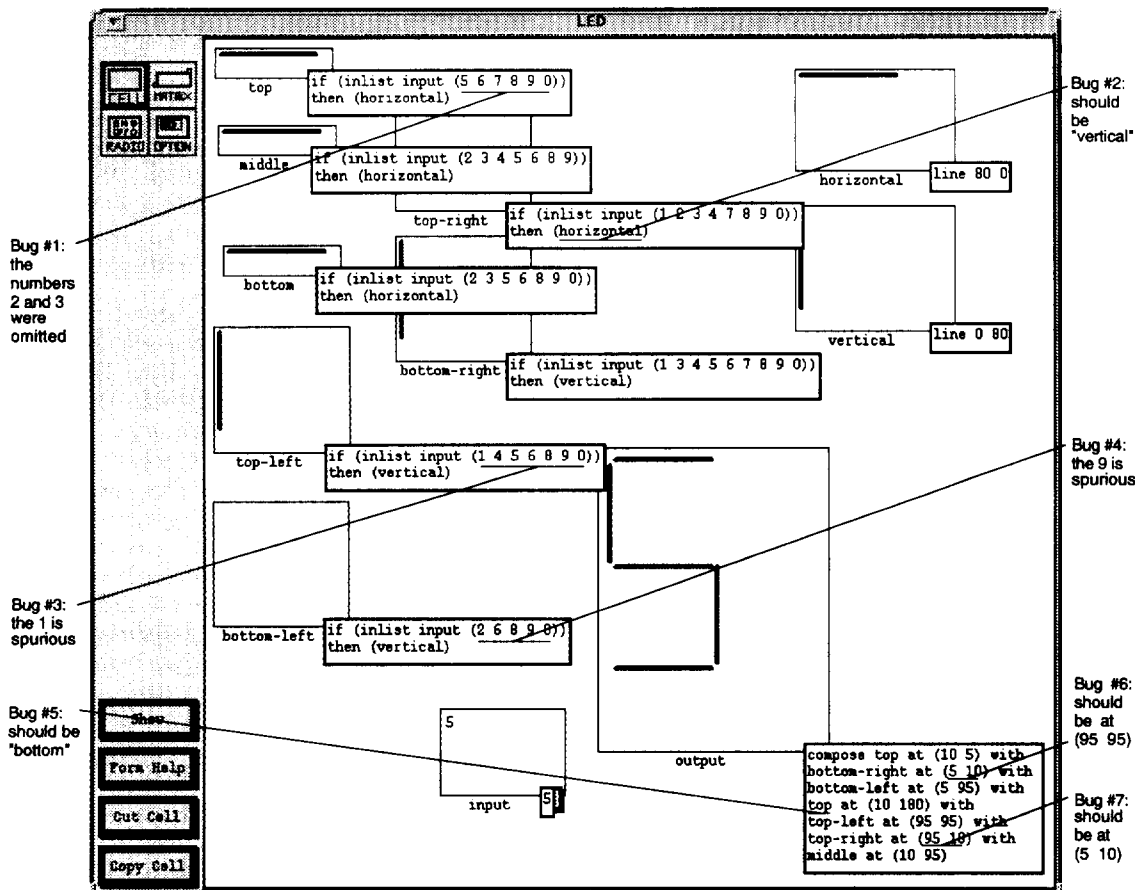 LED
CELL
MATRIX
RADIO
OPTION
top
if (inlist input (5 6 7 8 9 0))
then (horizontal)
middle
if (inlist input (2 3 4 5 6 8 9))
then (horizontal)
horizontal
line 80 0
top-right
if (inlist input (1 2 3 4 7 8 9 0))
then (horizontal)
bottom
if (inlist input (2 3 5 6 8 9 0))
then (horizontal)
vertical
line 0 80
bottom-right
if (inlist input (1 3 4 5 6 7 8 9 0))
then (vertical)
top-left
if (inlist input (1 4 5 6 8 9 0))
then (vertical)
bottom-left
if (inlist input (2 6 8 9 0))
then (vertical)
5
input
5
output
compose top at (10 5) with
bottom-right at (5 10) with
bottom-left at (5 95) with
top at (10 180) with
top-left at (95 95) with
top-right at (95 10) with
middle at (10 95)
Show
Form Help
Cut Cell
Copy Cell
Bug #1:
the
numbers
2 and 3
were
omitted
Bug #2:
should
be
"vertical"
Bug #3:
the 1 is
spurious
Bug #4:
the 9 is
spurious
Bug #5:
should be
"bottom"
Bug #6:
should
be at
(95 95)
Bug #7:
should
be at
(5 10)